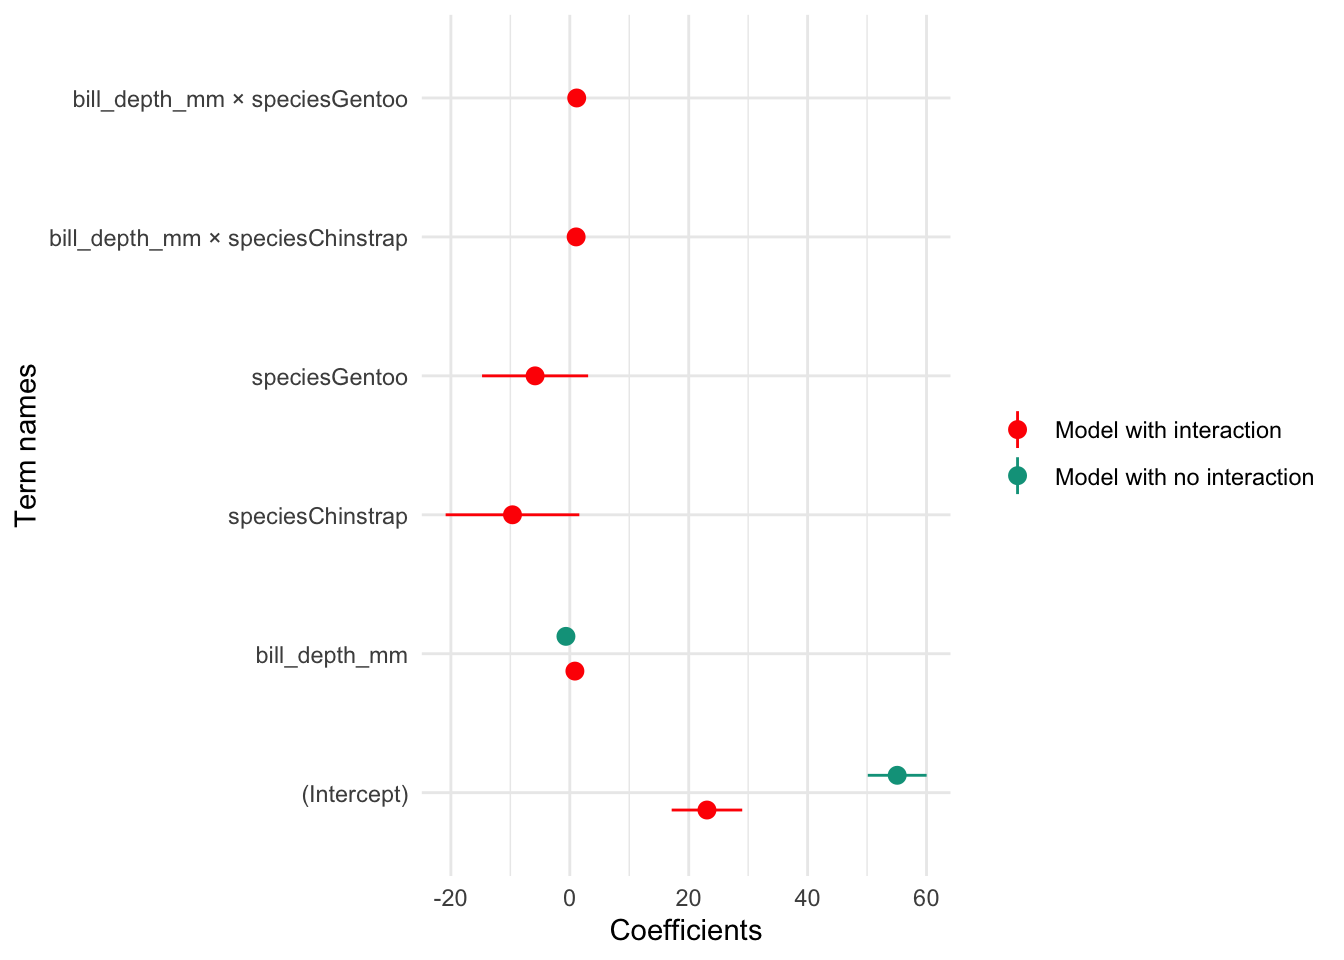 bill_depth_mm × speciesGentoo
bill_depth_mm × speciesChinstrap
speciesGentoo
speciesChinstrap
bill_depth_mm
(Intercept)
Term names
-20 0 20 40 60
Coefficients
Model with interaction
Model with no interaction